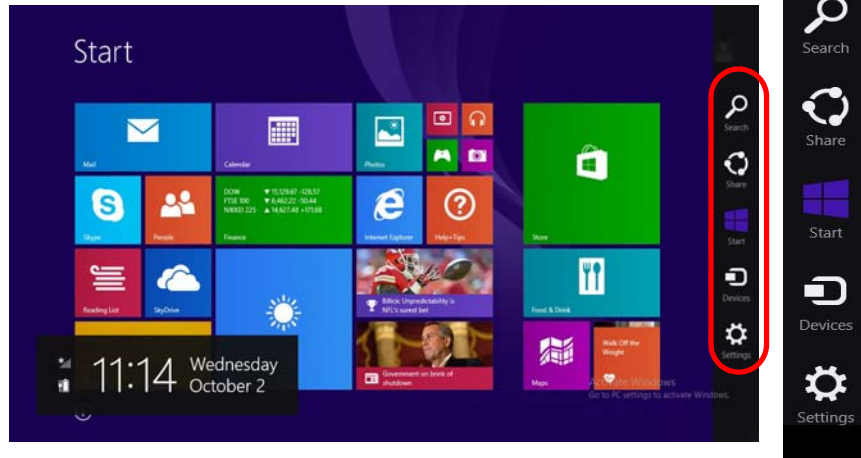 Start
Mail
Calendar
Photos
Skype
People
DOW ▼ 15,129.67 -128.57
FTSE 100 ▼ 6,462.22 -50.44
NIKKEI 225 ▲ 14,627.48 +171.68
Finance
Internet Explorer
Help+Tips
Store
Reading List
SkyDrive
Billick: Unpredictability is
NFL's surest bet
Food & Drink
Government on brink of
shutdown
Maps
Walk Off the
Weight
11:14
Wednesday
October 2
Activate Windows
Go to PC settings to activate Windows.
Search
Share
Start
Devices
Settings
Search
Share
Start
Devices
Settings